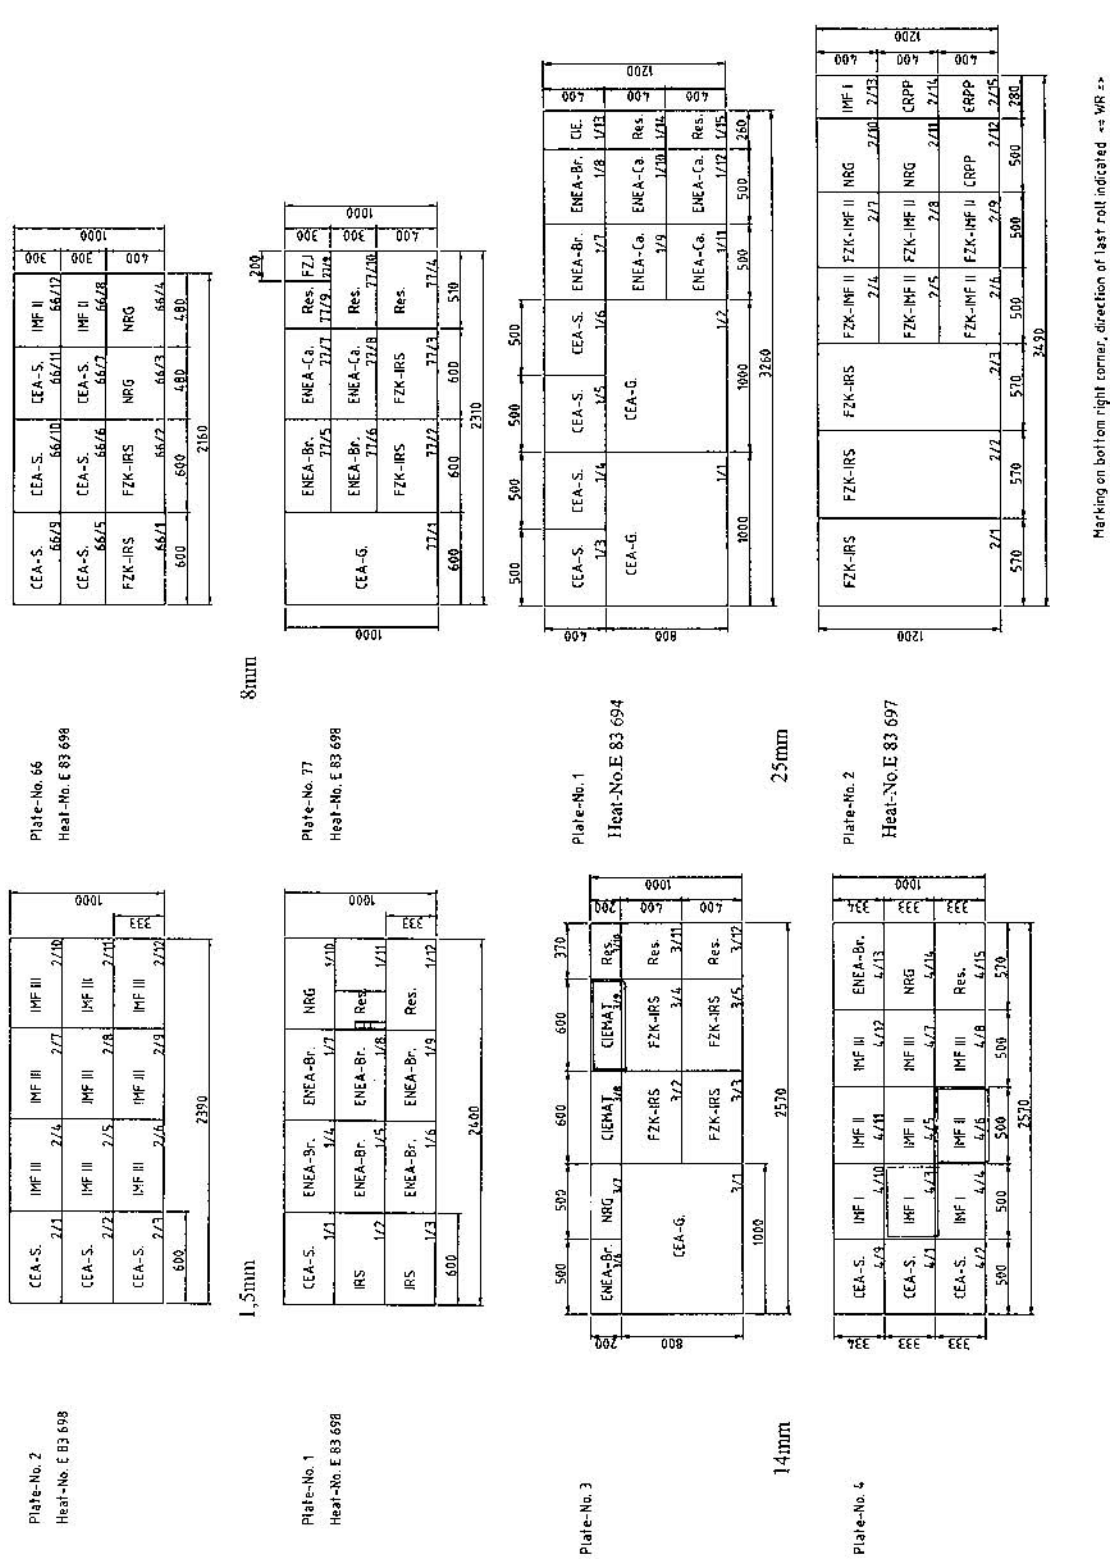 Plate-No. 2
Heat-No. E 83 698
CEA-S. 2/1
IMF III 2/4
IMF III 2/7
IMF III 2/10
CEA-S. 2/2
IMF III 2/5
IMF III 2/8
IMF III 2/11
CEA-S. 2/3
IMF III 2/6
IMF III 2/9
IMF III 2/12
333
1000
600
2390
1,5mm
Plate-No. 1
Heat-No. E 83 698
CEA-S. 1/1
ENEA-Br. 1/4
ENEA-Br. 1/7
NRG 1/10
IRS 1/2
ENEA-Br. 1/5
ENEA-Br. 1/8
Res. 1/11
IRS 1/3
ENEA-Br. 1/6
ENEA-Br. 1/9
Res. 1/12
333
1000
600
2400
Plate-No. 66
Heat-No. E 83 698
CEA-S. 66/9
CEA-S. 66/10
CEA-S. 66/11
IMF II 66/12
CEA-S. 66/5
CEA-S. 66/6
CEA-S. 66/7
IMF II 66/8
FZK-IRS 66/1
FZK-IRS 66/2
NRG 66/3
NRG 66/4
300 300 400
1000
600 600 480 480
2160
8mm
Plate-No. 77
Heat-No. E 83 698
200
CEA-G. 77/1
ENEA-Br. 77/5
ENEA-Ca. 77/7
Res. 77/9
FZJ
ENEA-Br. 77/6
ENEA-Ca. 77/8
Res. 77/10
FZK-IRS 77/2
FZK-IRS 77/3
Res. 77/4
300 300 400
1000
1000
600 600 600 510
2310
Plate-No. 3
500 500 600 600 370
ENEA-Br. 3/6
NRG 3/7
CIEMAT 3/8
CIEMAT 3/9
Res. 3/10
CEA-G. 3/1
FZK-IRS 3/2
FZK-IRS 3/4
Res. 3/11
FZK-IRS 3/3
FZK-IRS 3/5
Res. 3/12
200 800
200 400 400
1000
1000
2570
14mm
Plate-No. 4
CEA-S. 4/9
IMF I 4/10
IMF II 4/11
IMF III 4/12
ENEA-Br. 4/13
CEA-S. 4/1
IMF I 4/3
IMF II 4/5
IMF III 4/7
NRG 4/14
CEA-S. 4/2
IMF I 4/4
IMF II 4/6
IMF III 4/8
Res. 4/15
334 333 333
334 333 333
1000
500 500 500 500 570
2570
Plate-No. 1
Heat-No.E 83 694
500 500 500 500
CEA-S. 1/3
CEA-S. 1/4
CEA-S. 1/5
CEA-S. 1/6
ENEA-Br. 1/7
ENEA-Br. 1/8
CIE. 1/13
CEA-G. 1/1
CEA-G. 1/2
ENEA-Ca. 1/9
ENEA-Ca. 1/10
Res. 1/14
ENEA-Ca. 1/11
ENEA-Ca. 1/12
Res. 1/15
400 800
400 400 400
1200
1000 1000 500 500 260
3260
25mm
Plate-No. 2
Heat-No.E 83 697
FZK-IRS 2/1
FZK-IRS 2/2
FZK-IRS 2/3
FZK-IMF II 2/4
FZK-IMF II 2/7
NRG 2/10
IMF I 2/13
FZK-IMF II 2/5
FZK-IMF II 2/8
NRG 2/11
CRPP 2/14
FZK-IMF II 2/6
FZK-IMF II 2/9
CRPP 2/12
CRPP 2/15
1200
400 400 400
1200
570 570 570 500 500 500 280
3490
Marking on bottom right corner, direction of last roll indicated <= WR =>